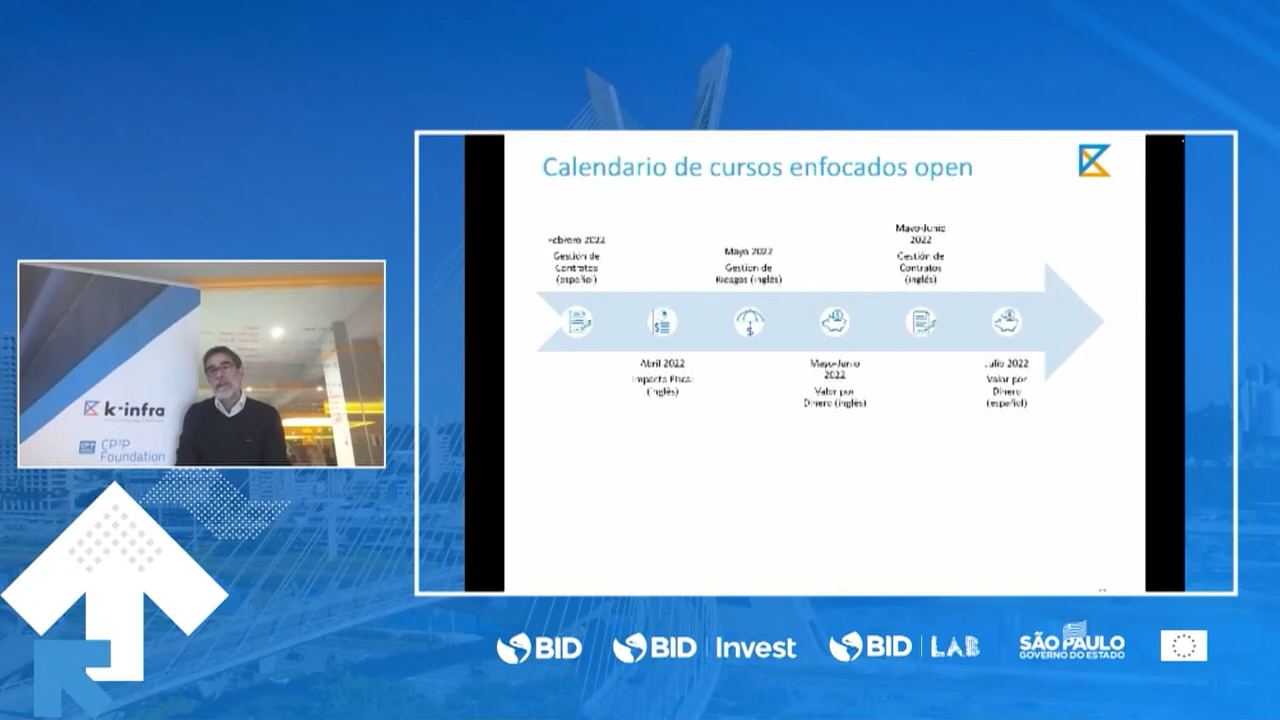 Calendario de cursos enfocados open
Febrero 2022
Gestión de
Contratos
(español)
Abril 2022
Impacto Fiscal
(inglés)
Mayo 2022
Gestión de
Riesgos (inglés)
Mayo-Junio
2022
Valor por
Dinero (inglés)
Mayo-Junio
2022
Gestión de
Contratos
(inglés)
Julio 2022
Valor por
Dinero
(español)
k-infra
CP³P
Foundation
BID
BID Invest
BID LAB
SÃO PAULO
GOVERNO DO ESTADO